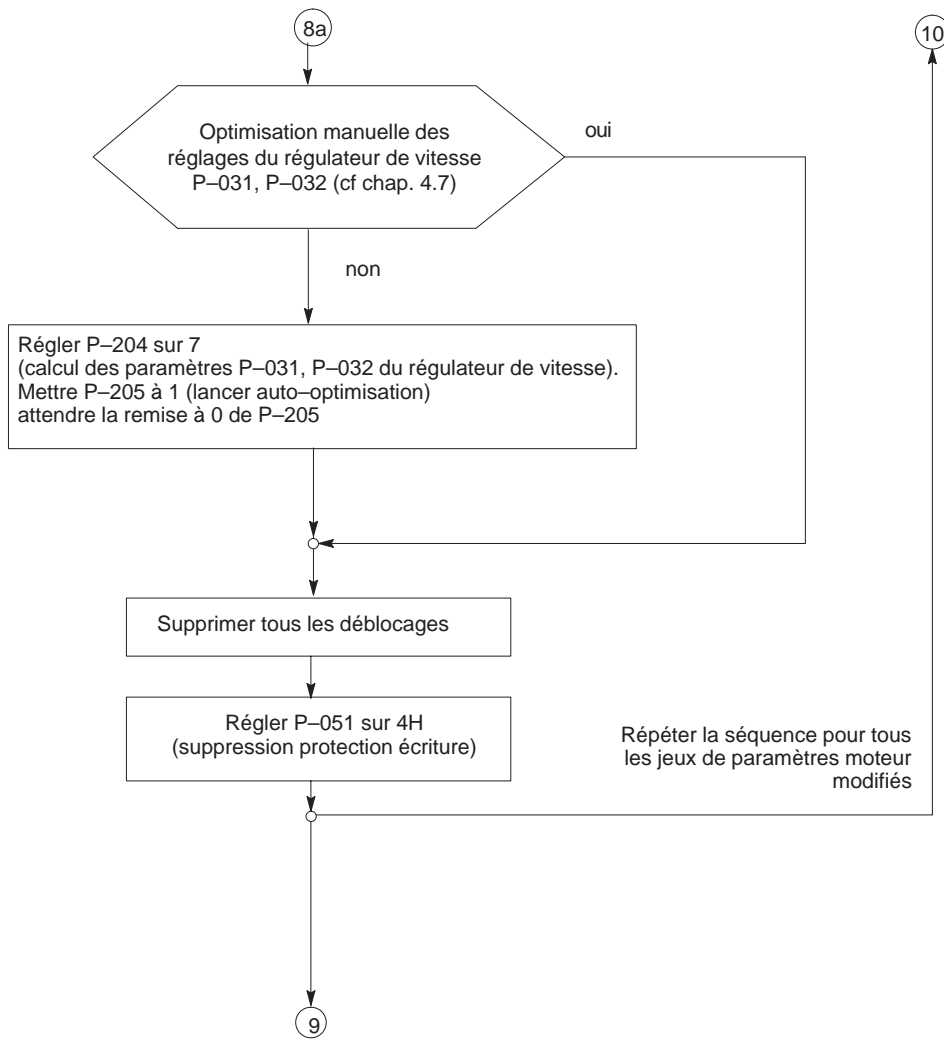 8a
10
Optimisation manuelle des
réglages du régulateur de vitesse
P–031, P–032 (cf chap. 4.7)
oui
non
Régler P–204 sur 7
(calcul des paramètres P–031, P–032 du régulateur de vitesse).
Mettre P–205 à 1 (lancer auto–optimisation)
attendre la remise à 0 de P–205
Supprimer tous les déblocages
Régler P–051 sur 4H
(suppression protection écriture)
Répéter la séquence pour tous
les jeux de paramètres moteur
modifiés
9